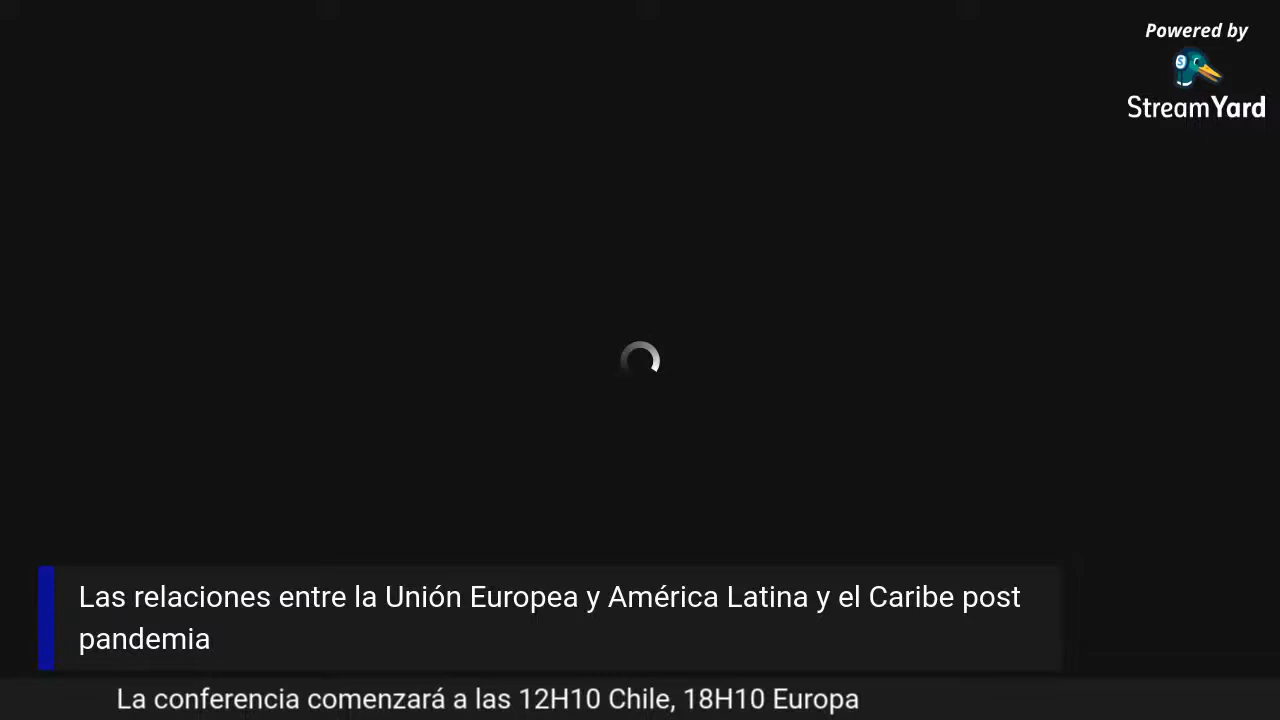 Powered by
StreamYard
Las relaciones entre la Unión Europea y América Latina y el Caribe post
pandemia
La conferencia comenzará a las 12H10 Chile, 18H10 Europa